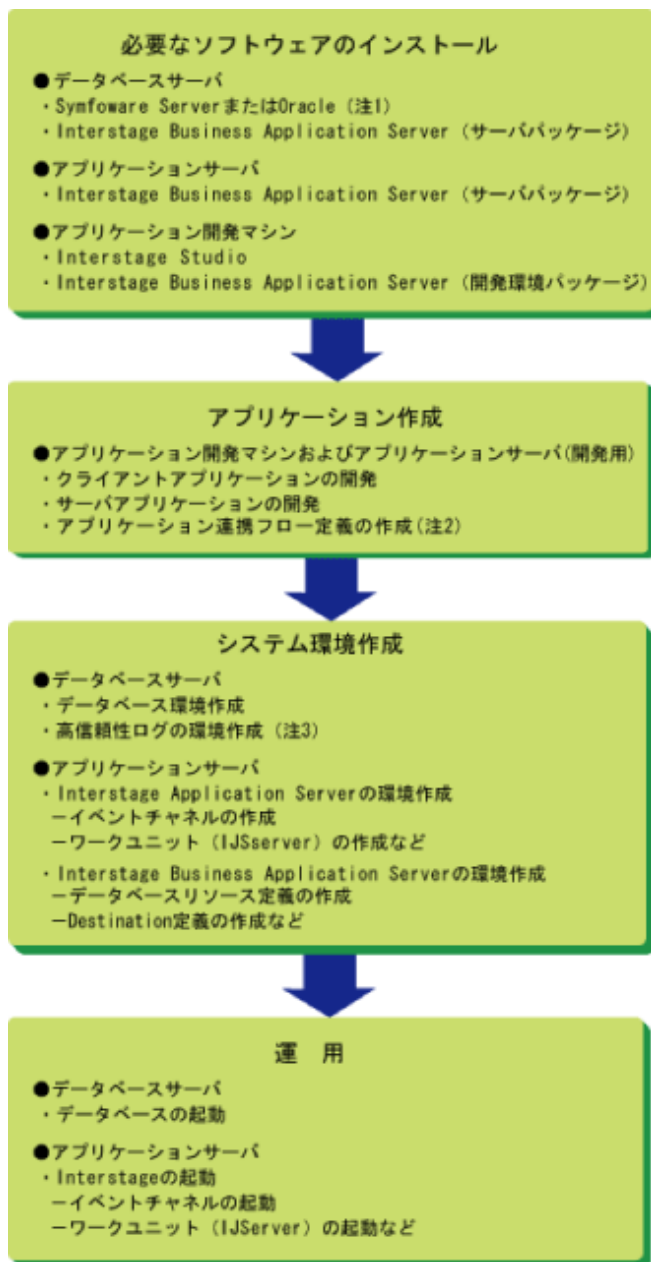 必要なソフトウェアのインストール
●データベースサーバ
・Symfoware ServerまたはOracle（注1）
・Interstage Business Application Server（サーバパッケージ）
●アプリケーションサーバ
・Interstage Business Application Server（サーバパッケージ）
●アプリケーション開発マシン
・Interstage Studio
・Interstage Business Application Server（開発環境パッケージ）
アプリケーション作成
●アプリケーション開発マシンおよびアプリケーションサーバ(開発用)
・クライアントアプリケーションの開発
・サーバアプリケーションの開発
・アプリケーション連携フロー定義の作成(注2)
システム環境作成
●データベースサーバ
・データベース環境作成
・高信頼性ログの環境作成（注3）
●アプリケーションサーバ
・Interstage Application Serverの環境作成
－イベントチャネルの作成
－ワークユニット（IJSserver）の作成など
・Interstage Business Application Serverの環境作成
－データベースリソース定義の作成
－Destination定義の作成など
運　用
●データベースサーバ
・データベースの起動
●アプリケーションサーバ
・Interstageの起動
－イベントチャネルの起動
－ワークユニット（IJServer）の起動など